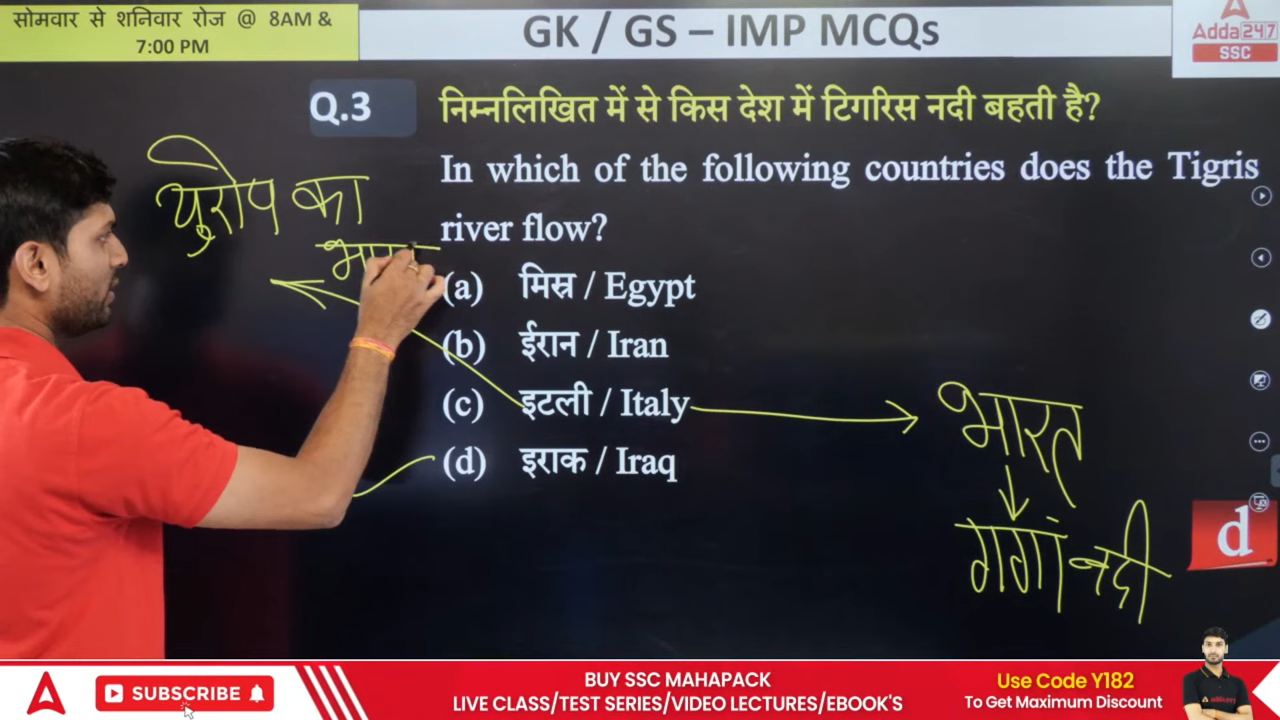 सोमवार से शनिवार रोज @ 8AM &
7:00 PM
GK / GS – IMP MCQs
Adda247
SSC
Q.3
निम्नलिखित में से किस देश में टिगरिस नदी बहती है?
In which of the following countries does the Tigris
river flow?
यूरोप का
(a) मिस्र / Egypt
(b) ईरान / Iran
(c) इटली / Italy
(d) इराक / Iraq
भारत
गगां नदी
d
SUBSCRIBE
BUY SSC MAHAPACK
LIVE CLASS/TEST SERIES/VIDEO LECTURES/EBOOK'S
Use Code Y182
To Get Maximum Discount